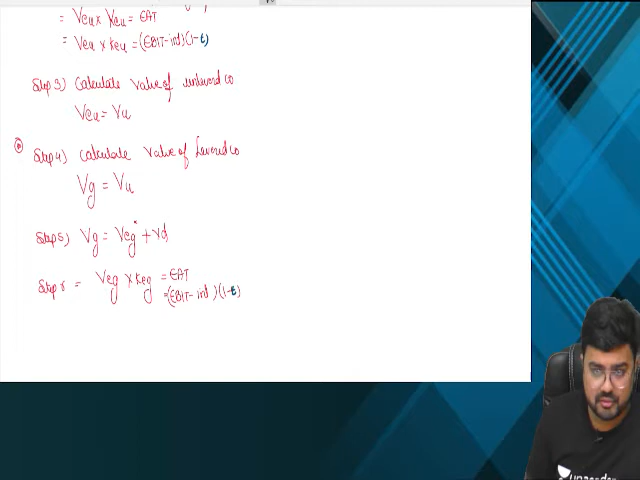 = Veu x Keu = EAT
= Veu x Keu = (EBIT-int)(1-t)
Step 3) Calculate Value of unlevered co
Veu = Vu
Step 4) Calculate Value of Levered co
Vg = Vu
Step 5) Vg = Veg + Vd
Step 6 = Veg x Keg = EAT
=(EBIT-int)(1-t)